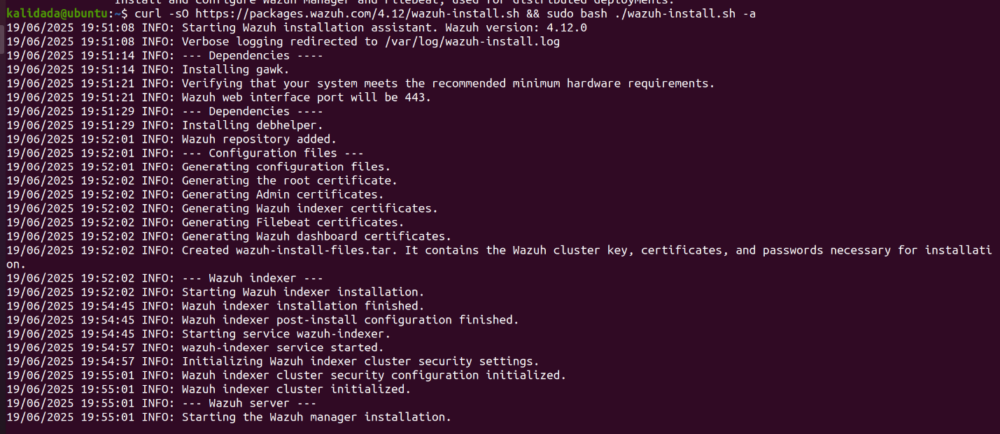 Install and configure Wazuh Manager and Filebeat, used for distributed deployments.
kalidada@ubuntu:~$ curl -sO https://packages.wazuh.com/4.12/wazuh-install.sh && sudo bash ./wazuh-install.sh -a
19/06/2025 19:51:08 INFO: Starting Wazuh installation assistant. Wazuh version: 4.12.0
19/06/2025 19:51:08 INFO: Verbose logging redirected to /var/log/wazuh-install.log
19/06/2025 19:51:14 INFO: --- Dependencies ----
19/06/2025 19:51:14 INFO: Installing gawk.
19/06/2025 19:51:21 INFO: Verifying that your system meets the recommended minimum hardware requirements.
19/06/2025 19:51:21 INFO: Wazuh web interface port will be 443.
19/06/2025 19:51:29 INFO: --- Dependencies ----
19/06/2025 19:51:29 INFO: Installing debhelper.
19/06/2025 19:52:01 INFO: Wazuh repository added.
19/06/2025 19:52:01 INFO: --- Configuration files ---
19/06/2025 19:52:01 INFO: Generating configuration files.
19/06/2025 19:52:02 INFO: Generating the root certificate.
19/06/2025 19:52:02 INFO: Generating Admin certificates.
19/06/2025 19:52:02 INFO: Generating Wazuh indexer certificates.
19/06/2025 19:52:02 INFO: Generating Filebeat certificates.
19/06/2025 19:52:02 INFO: Generating Wazuh dashboard certificates.
19/06/2025 19:52:02 INFO: Created wazuh-install-files.tar. It contains the Wazuh cluster key, certificates, and passwords necessary for installati
on.
19/06/2025 19:52:02 INFO: --- Wazuh indexer ---
19/06/2025 19:52:02 INFO: Starting Wazuh indexer installation.
19/06/2025 19:54:45 INFO: Wazuh indexer installation finished.
19/06/2025 19:54:45 INFO: Wazuh indexer post-install configuration finished.
19/06/2025 19:54:45 INFO: Starting service wazuh-indexer.
19/06/2025 19:54:57 INFO: wazuh-indexer service started.
19/06/2025 19:54:57 INFO: Initializing Wazuh indexer cluster security settings.
19/06/2025 19:55:01 INFO: Wazuh indexer cluster security configuration initialized.
19/06/2025 19:55:01 INFO: Wazuh indexer cluster initialized.
19/06/2025 19:55:01 INFO: --- Wazuh server ---
19/06/2025 19:55:01 INFO: Starting the Wazuh manager installation.